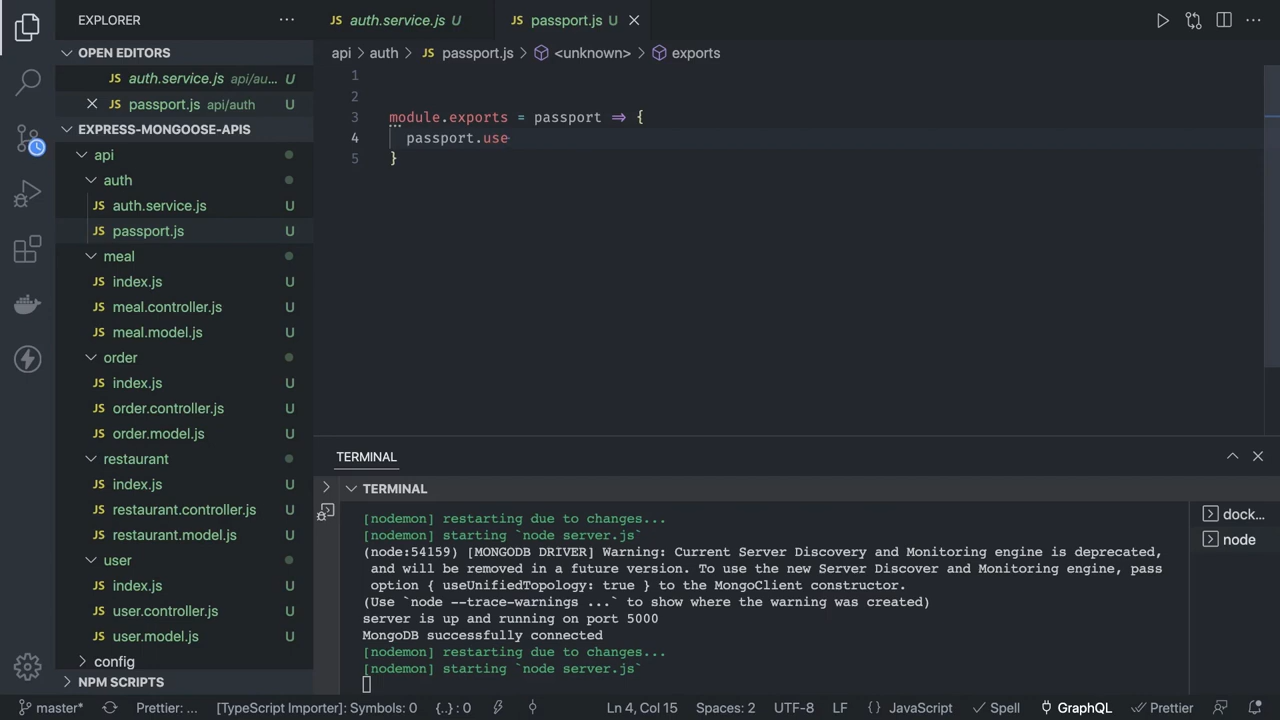 EXPLORER
OPEN EDITORS
JS auth.service.js api/au... U
JS passport.js api/auth U
EXPRESS-MONGOOSE-APIS
api
auth
JS auth.service.js U
JS passport.js U
meal
JS index.js U
JS meal.controller.js U
JS meal.model.js U
order
JS index.js U
JS order.controller.js U
JS order.model.js U
restaurant
JS index.js U
JS restaurant.controller.js U
JS restaurant.model.js U
user
JS index.js U
JS user.controller.js U
JS user.model.js U
config
NPM SCRIPTS
JS auth.service.js U
JS passport.js U
api > auth > JS passport.js > <unknown> > exports
1
2
3 module.exports = passport => {
4 passport.use
5 }
TERMINAL
TERMINAL
[nodemon] restarting due to changes...
[nodemon] starting `node server.js`
(node:54159) [MONGODB DRIVER] Warning: Current Server Discovery and Monitoring engine is deprecated,
and will be removed in a future version. To use the new Server Discover and Monitoring engine, pass
option { useUnifiedTopology: true } to the MongoClient constructor.
(Use `node --trace-warnings ...` to show where the warning was created)
server is up and running on port 5000
MongoDB successfully connected
[nodemon] restarting due to changes...
[nodemon] starting `node server.js`
dock...
node
master* Prettier: ... [TypeScript Importer]: Symbols: 0 {..} : 0 Ln 4, Col 15 Spaces: 2 UTF-8 LF { } JavaScript Spell GraphQL Prettier